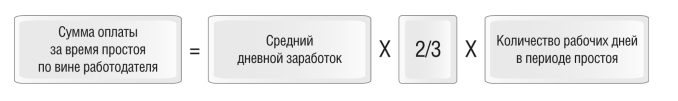 Сумма оплаты
за время простоя
по вине работодателя
=
Средний
дневной заработок
X
2/3
X
Количество рабочих дней
в периоде простоя